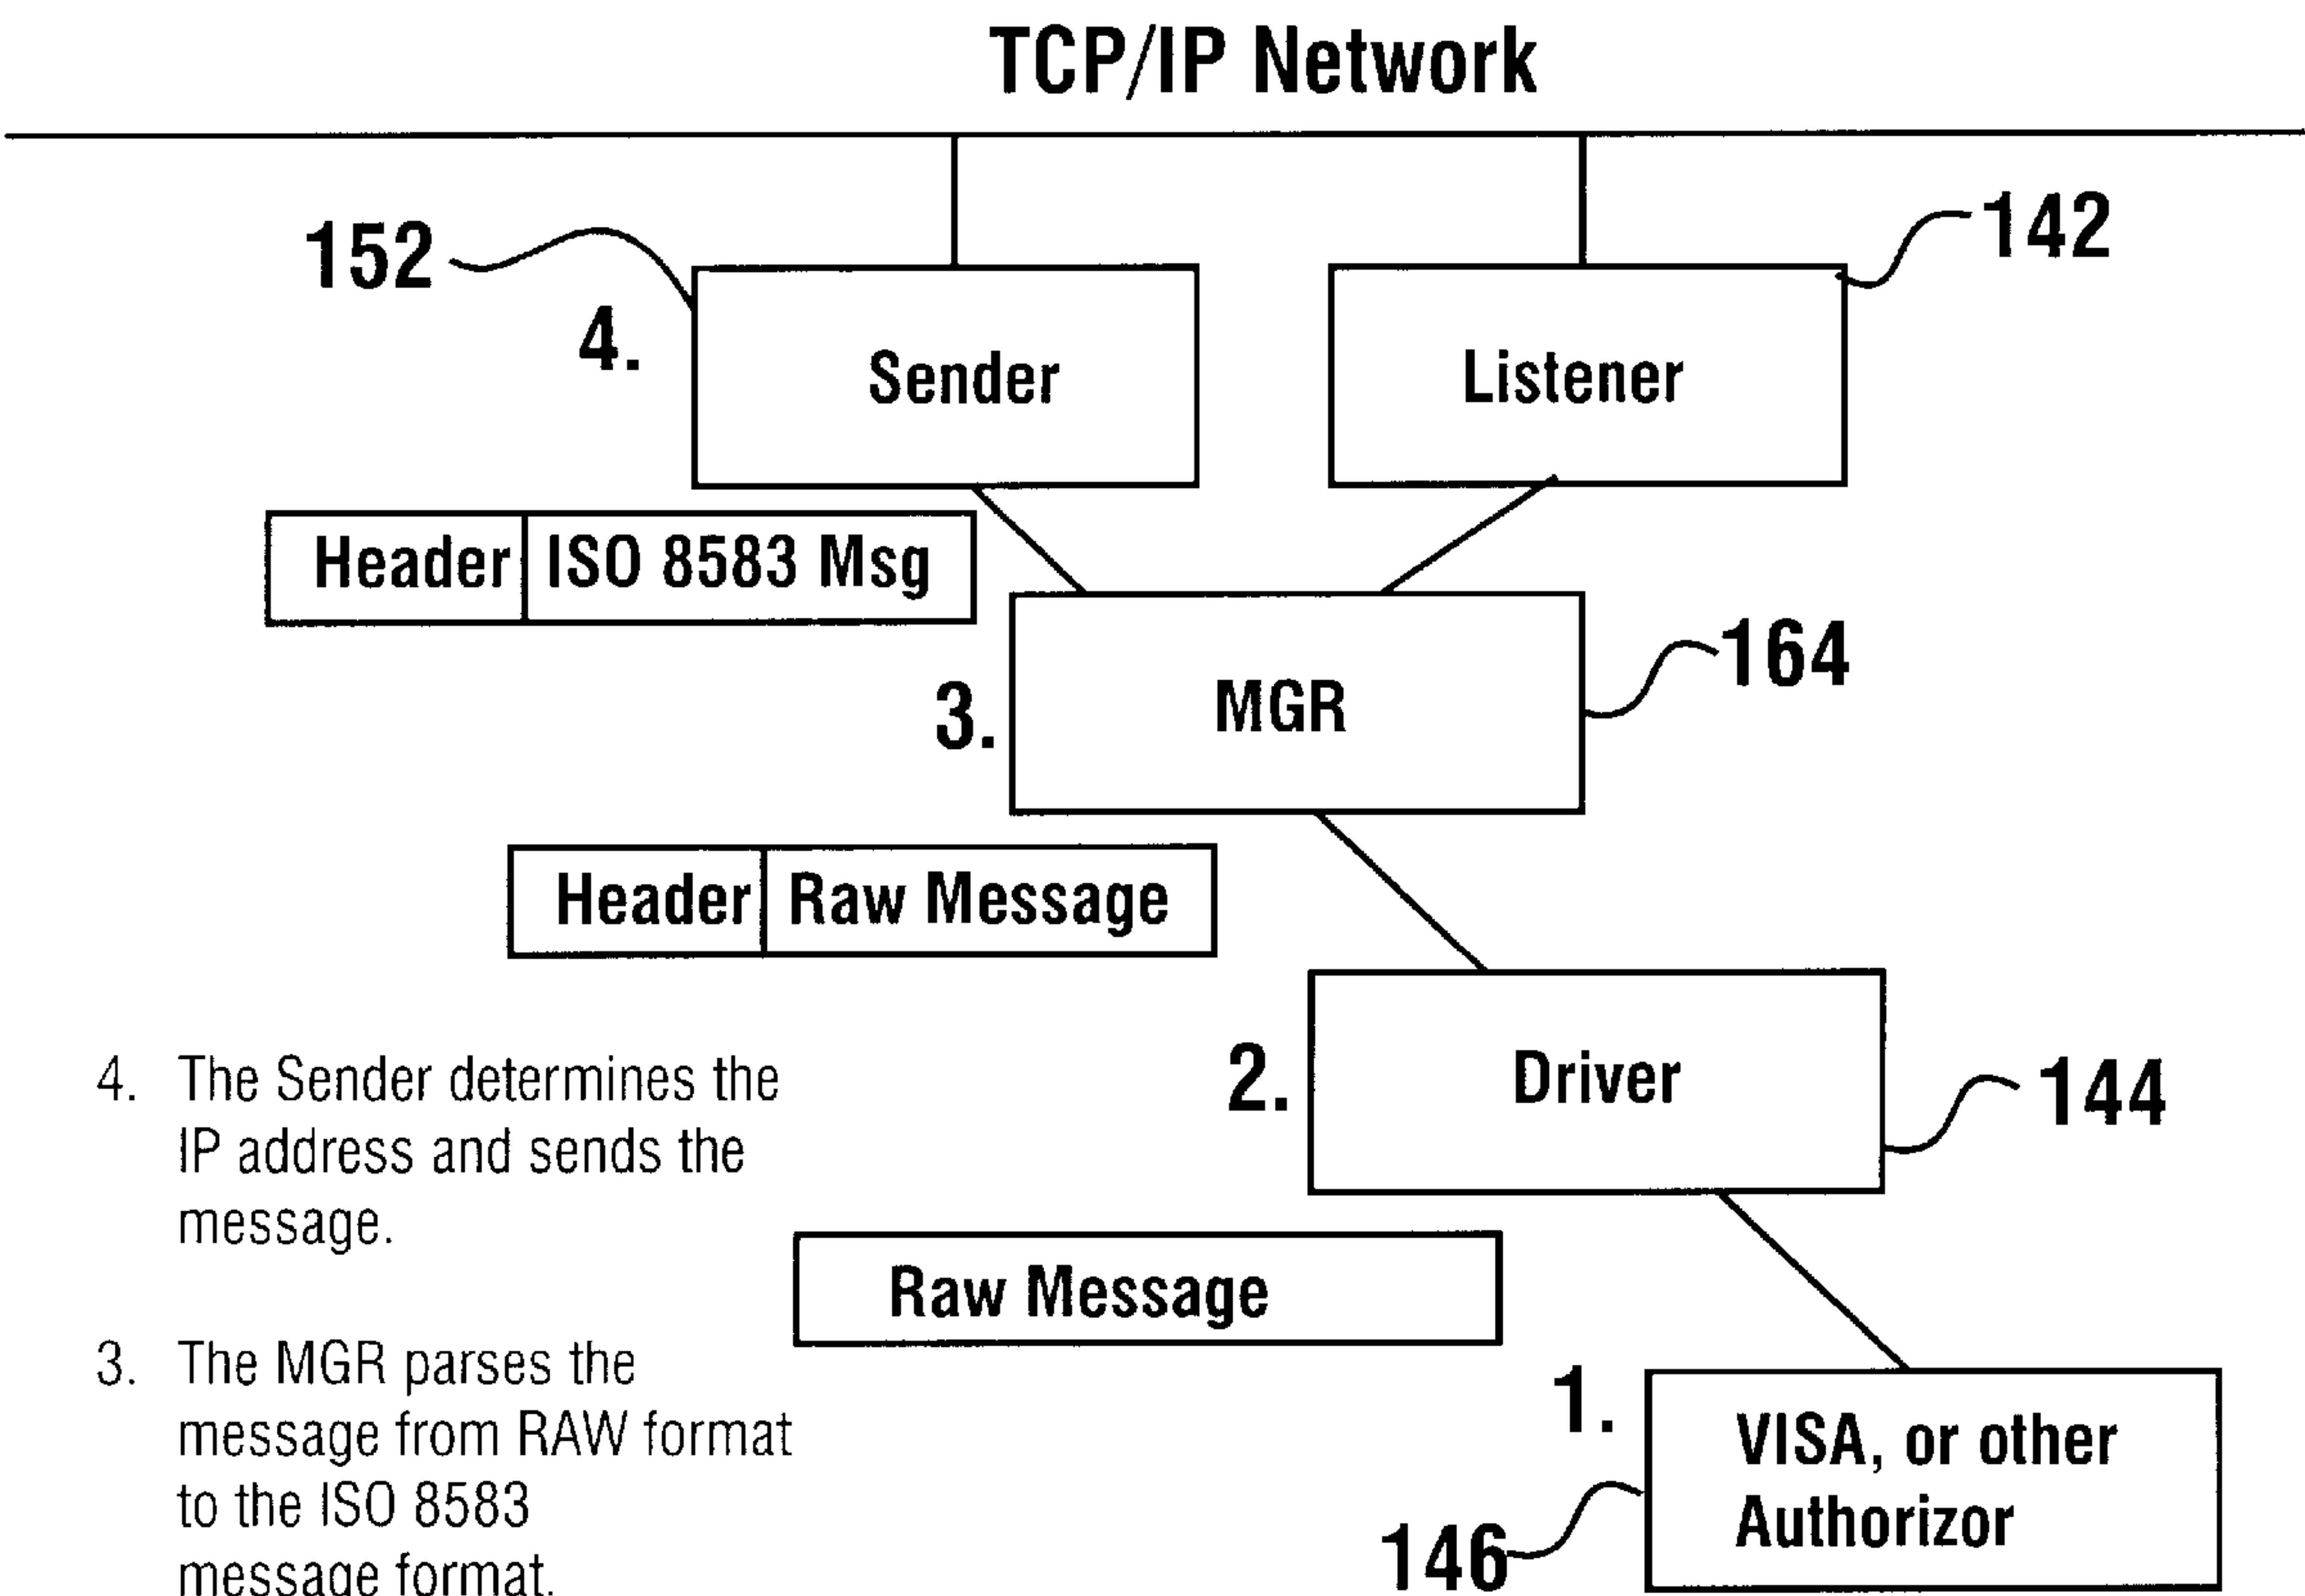 TCP/IP Network
152
142
4.
Sender
Listener
Header ISO 8583 Msg
164
3.
MGR
Header Raw Message
2.
Driver
144
4. The Sender determines the
IP address and sends the
message.
Raw Message
3. The MGR parses the
message from RAW format
to the ISO 8583
message format.
1.
VISA, or other
Authorizor
146